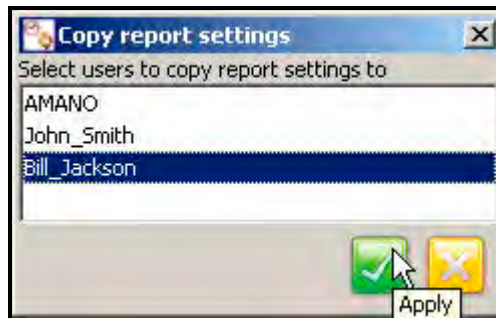 Copy report settings
Select users to copy report settings to
AMANO
John_Smith
Bill_Jackson
Apply